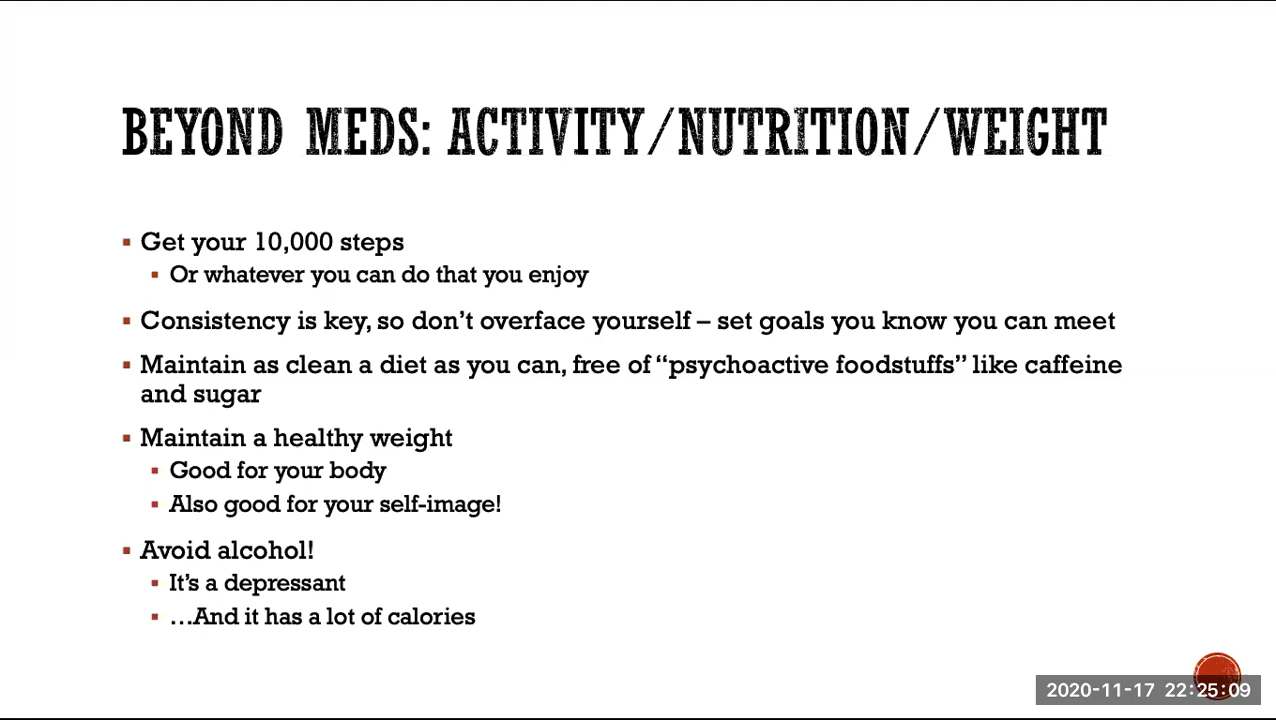 BEYOND MEDS: ACTIVITY/NUTRITION/WEIGHT
▪ Get your 10,000 steps
▪ Or whatever you can do that you enjoy
▪ Consistency is key, so don’t overface yourself – set goals you know you can meet
▪ Maintain as clean a diet as you can, free of “psychoactive foodstuffs” like caffeine
and sugar
▪ Maintain a healthy weight
▪ Good for your body
▪ Also good for your self-image!
▪ Avoid alcohol!
▪ It’s a depressant
▪ …And it has a lot of calories
2020-11-17 22:25:09